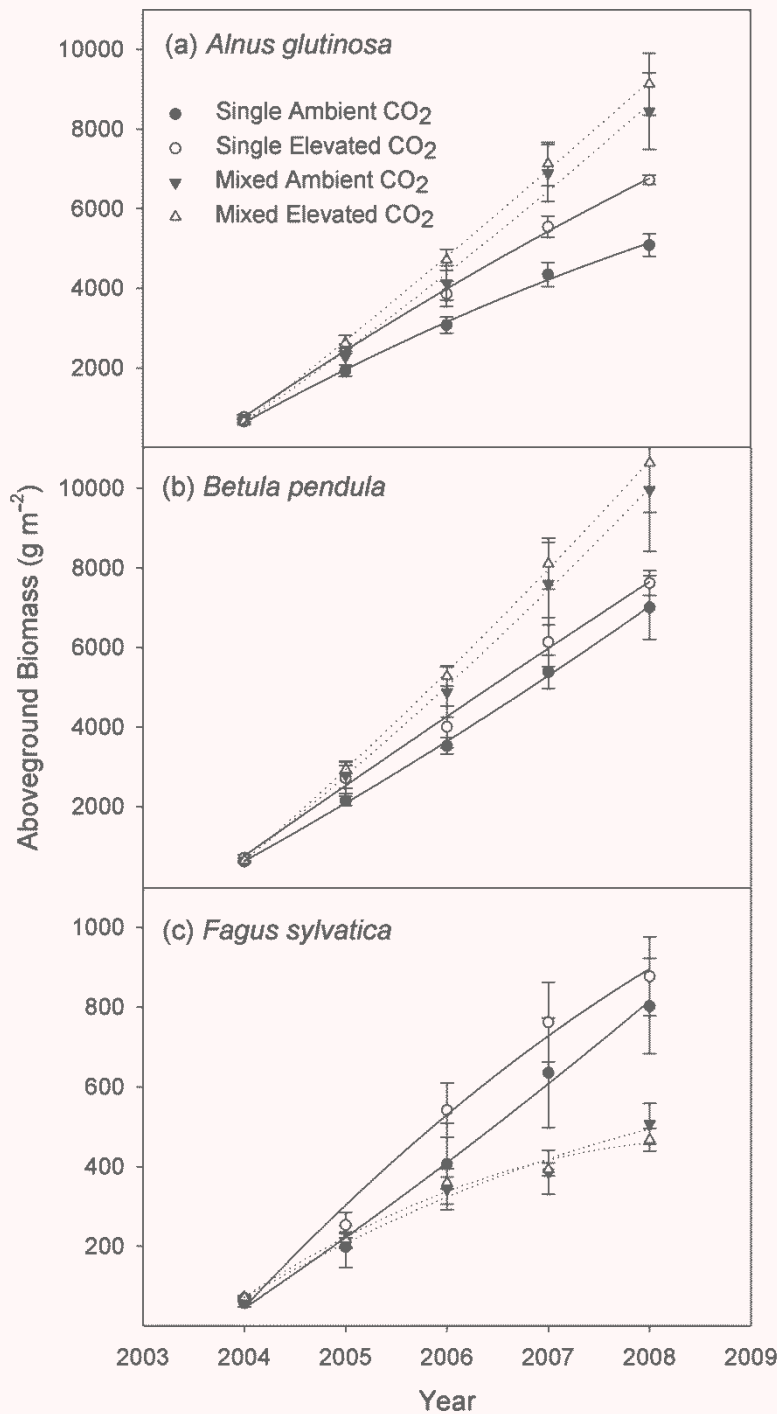 10000
8000
6000
4000
2000
(a) Alnus glutinosa
Single Ambient CO₂
Single Elevated CO₂
Mixed Ambient CO₂
Mixed Elevated CO₂
Aboveground Biomass (g m⁻²)
10000
8000
6000
4000
2000
(b) Betula pendula
1000
800
600
400
200
(c) Fagus sylvatica
2003 2004 2005 2006 2007 2008 2009
Year